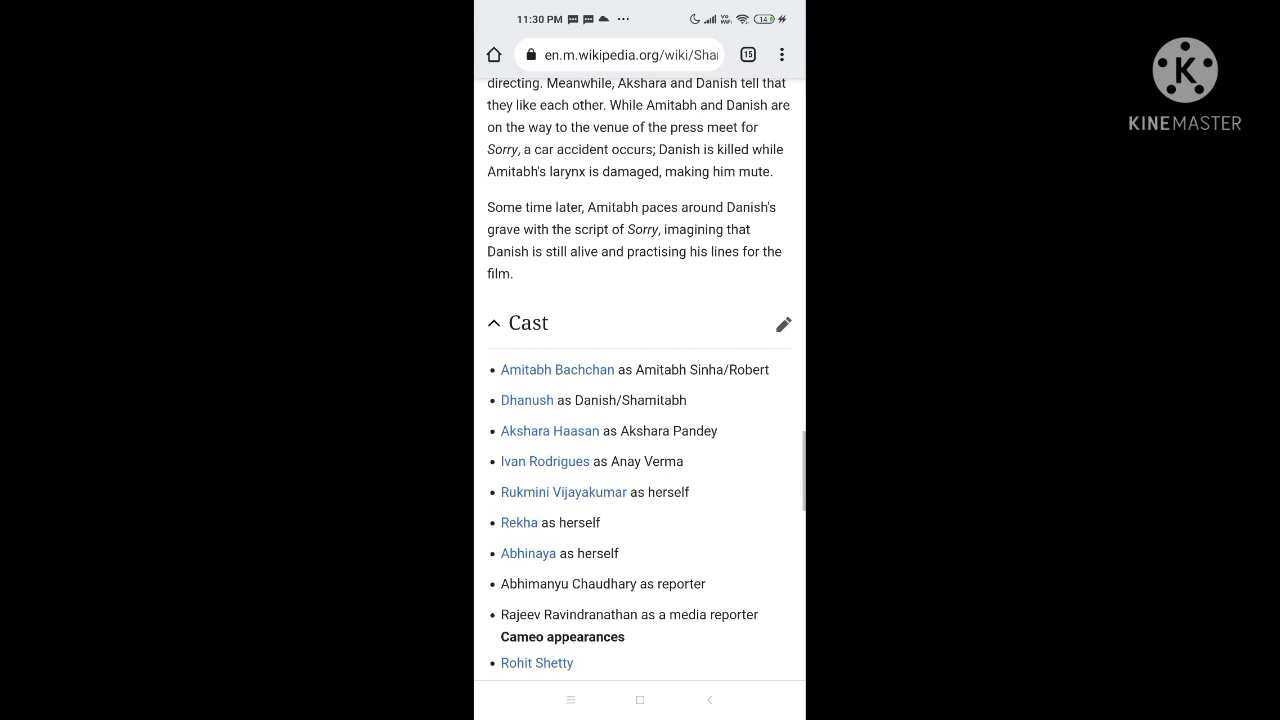 11:30 PM
Vo
WiFi
14
en.m.wikipedia.org/wiki/Sha
15
directing. Meanwhile, Akshara and Danish tell that
they like each other. While Amitabh and Danish are
on the way to the venue of the press meet for
Sorry, a car accident occurs; Danish is killed while
Amitabh's larynx is damaged, making him mute.
Some time later, Amitabh paces around Danish's
grave with the script of Sorry, imagining that
Danish is still alive and practising his lines for the
film.
Cast
• Amitabh Bachchan as Amitabh Sinha/Robert
• Dhanush as Danish/Shamitabh
• Akshara Haasan as Akshara Pandey
• Ivan Rodrigues as Anay Verma
• Rukmini Vijayakumar as herself
• Rekha as herself
• Abhinaya as herself
• Abhimanyu Chaudhary as reporter
• Rajeev Ravindranathan as a media reporter
Cameo appearances
• Rohit Shetty
K
KINEMASTER